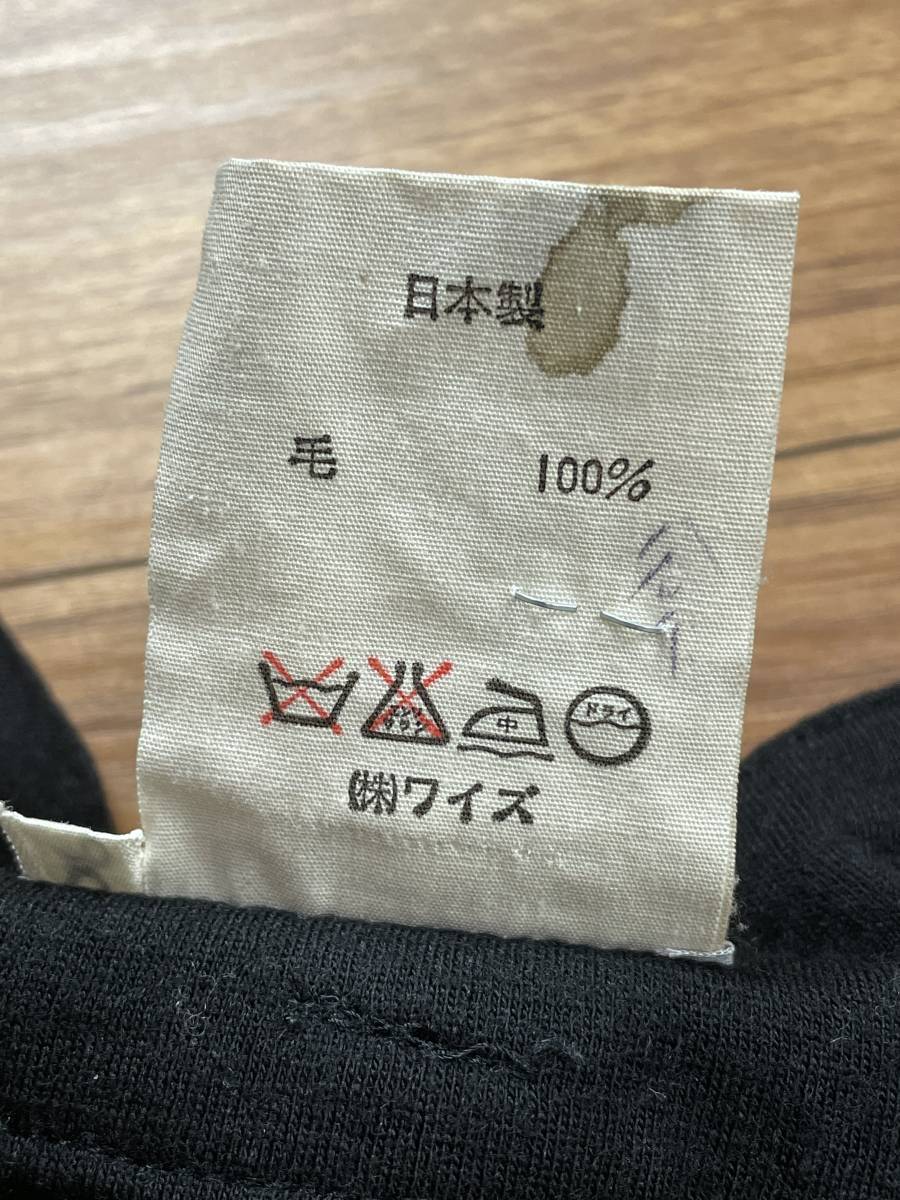 日本製
毛 100%
中 ドライ
㈱ワイズ